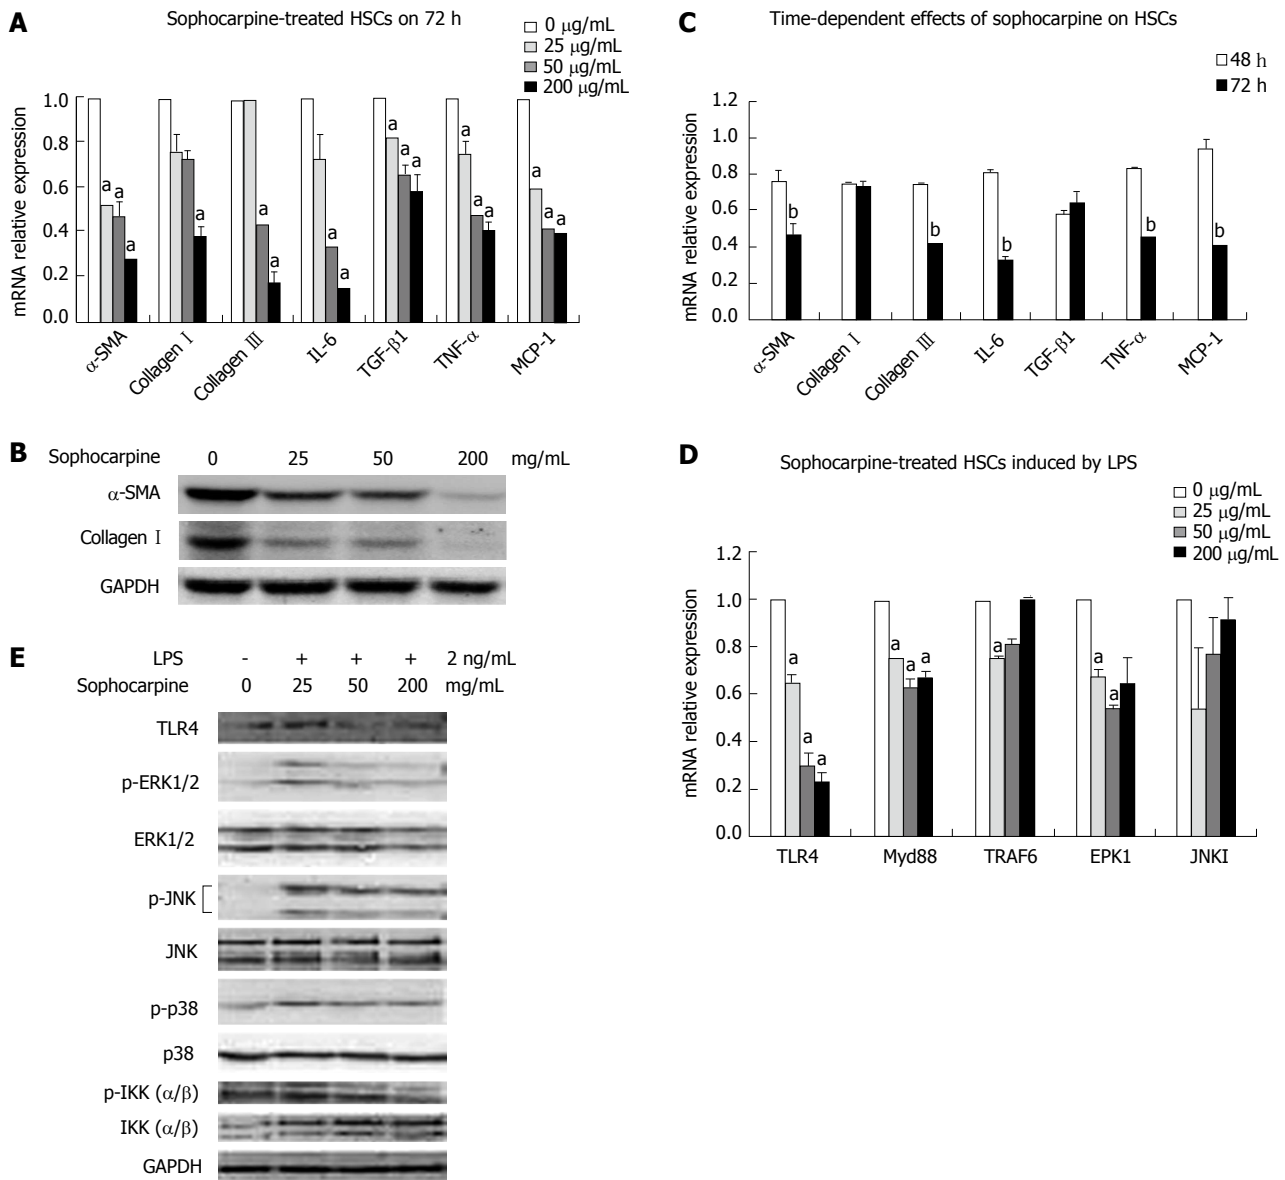 A
Sophocarpine-treated HSCs on 72 h
0 μg/mL
25 μg/mL
50 μg/mL
200 μg/mL
mRNA relative expression
1.0
0.8
0.6
0.4
0.2
0.0
a a a
a
a a
a a
a a a
a a a
a a a
α-SMA
Collagen Ⅰ
Collagen Ⅲ
IL-6
TGF-β1
TNF-α
MCP-1
B
Sophocarpine 0 25 50 200 mg/mL
α-SMA
Collagen Ⅰ
GAPDH
E
LPS - + + + 2 ng/mL
Sophocarpine 0 25 50 200 mg/mL
TLR4
p-ERK1/2
ERK1/2
p-JNK
JNK
p-p38
p38
p-IKK (α/β)
IKK (α/β)
GAPDH
C
Time-dependent effects of sophocarpine on HSCs
48 h
72 h
mRNA relative expression
1.2
1.0
0.8
0.6
0.4
0.2
0.0
b b b b b
α-SMA
Collagen Ⅰ
Collagen Ⅲ
IL-6
TGF-β1
TNF-α
MCP-1
D
Sophocarpine-treated HSCs induced by LPS
0 μg/mL
25 μg/mL
50 μg/mL
200 μg/mL
mRNA relative expression
1.2
1.0
0.8
0.6
0.4
0.2
0.0
a a a
a a a
a
a a
TLR4 Myd88 TRAF6 EPK1 JNKI